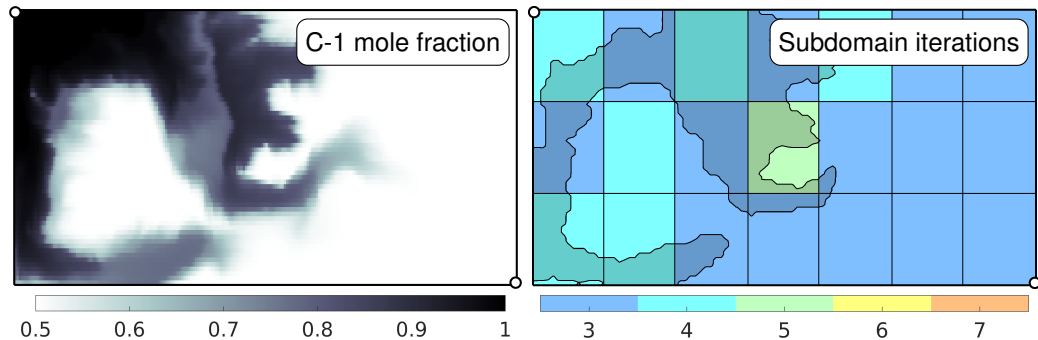 C-1 mole fraction
Subdomain iterations
0.5 0.6 0.7 0.8 0.9 1
3 4 5 6 7